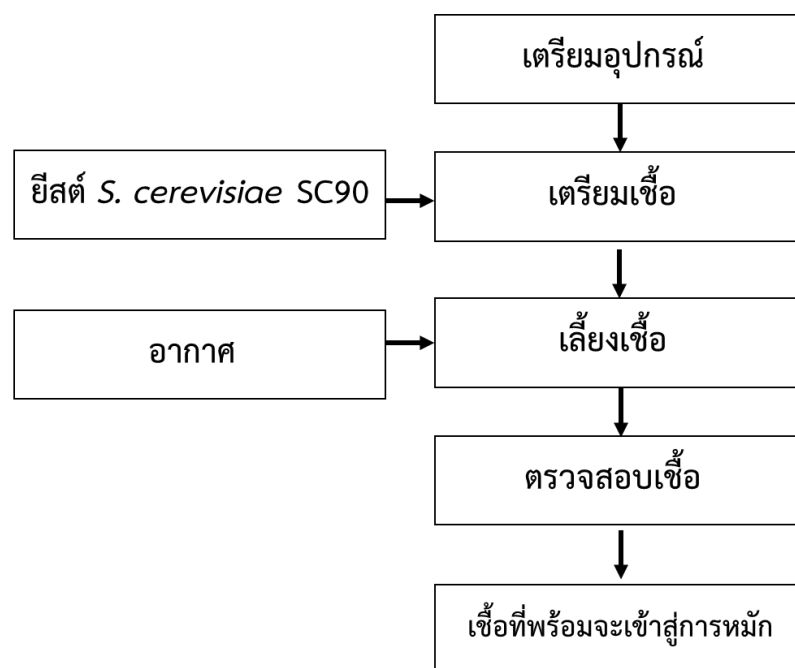 เตรียมอุปกรณ์
ยีสต์ S. cerevisiae SC90
เตรียมเชื้อ
อากาศ
เลี้ยงเชื้อ
ตรวจสอบเชื้อ
เชื้อที่พร้อมจะเข้าสู่การหมัก